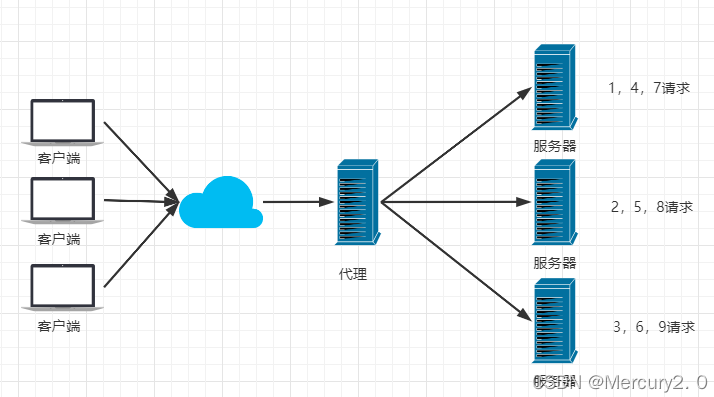 1，4，7请求
服务器
客户端
2，5，8请求
客户端
服务器
代理
客户端
3，6，9请求
服务器
CSDN @Mercury2. 0